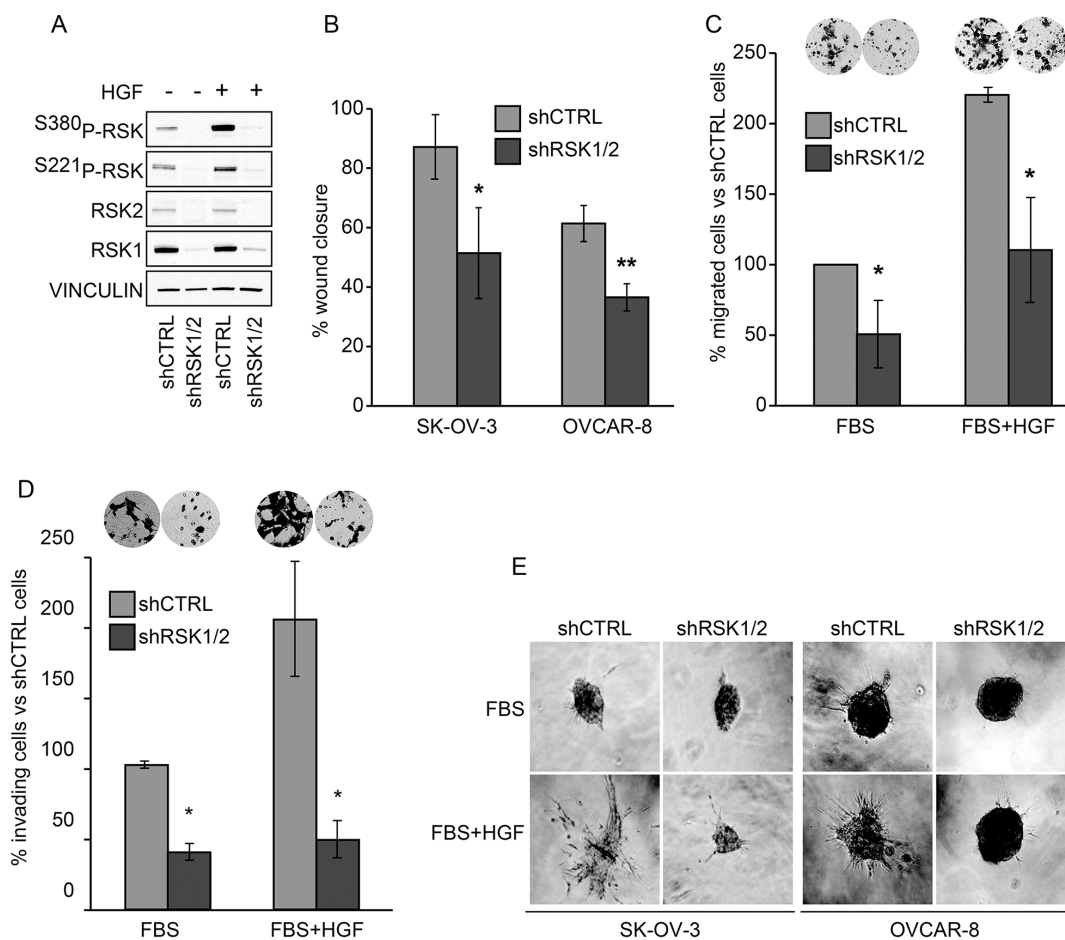 A
HGF - - + +
S380P-RSK
S221P-RSK
RSK2
RSK1
VINCULIN
shCTRL
shRSK1/2
shCTRL
shRSK1/2
B
% wound closure
100
80
60
40
20
0
shCTRL
shRSK1/2
*
**
SK-OV-3 OVCAR-8
C
% migrated cells vs shCTRL cells
250
200
150
100
50
0
shCTRL
shRSK1/2
*
*
FBS FBS+HGF
D
% invading cells vs shCTRL cells
250
200
150
100
50
0
shCTRL
shRSK1/2
*
*
FBS FBS+HGF
E
shCTRL shRSK1/2 shCTRL shRSK1/2
FBS
FBS+HGF
SK-OV-3 OVCAR-8